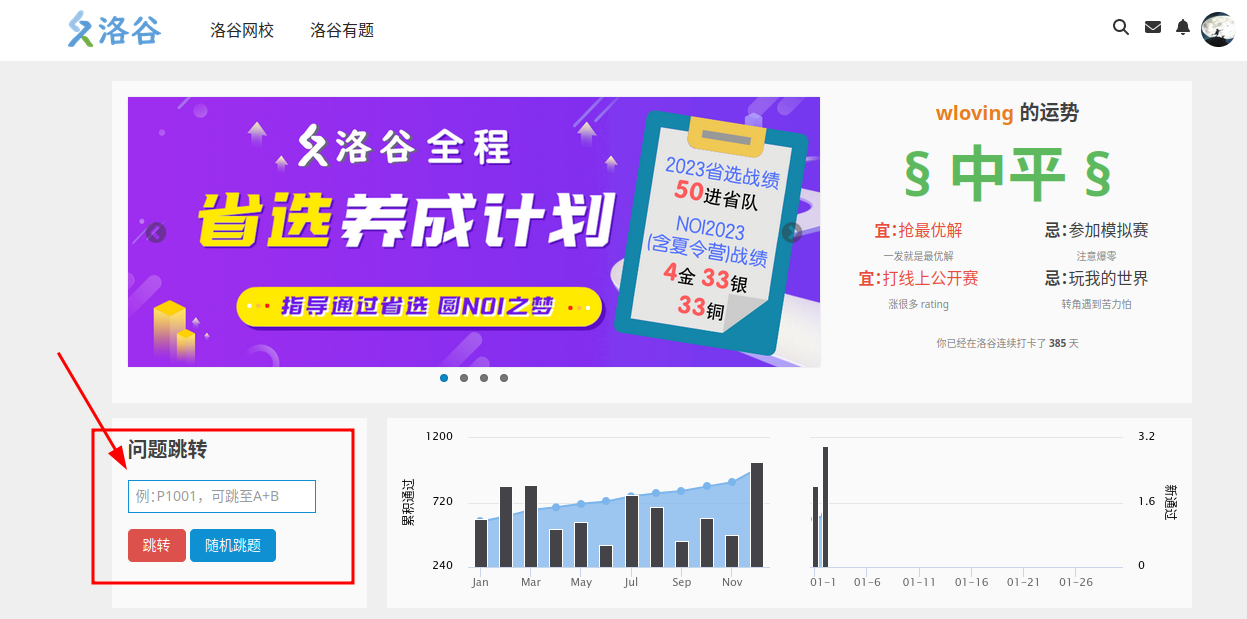 洛谷
洛谷网校
洛谷有题
洛谷全程
省选养成计划
指导通过省选 圆NOI之梦
2023省选战绩
50进省队
NOI2023
(含夏令营)战绩
4金 33银
33铜
wloving 的运势
§ 中平 §
宜:抢最优解
忌:参加模拟赛
一发就是最优解
注意爆零
宜:打线上公开赛
忌:玩我的世界
涨很多 rating
转角遇到苦力怕
你已经在洛谷连续打卡了 385 天
问题跳转
例:P1001，可跳至A+B
跳转
随机跳题
累积通过
1200
720
240
Jan
Mar
May
Jul
Sep
Nov
3.2
1.6
0
新通过
01-1
01-6
01-11
01-16
01-21
01-26